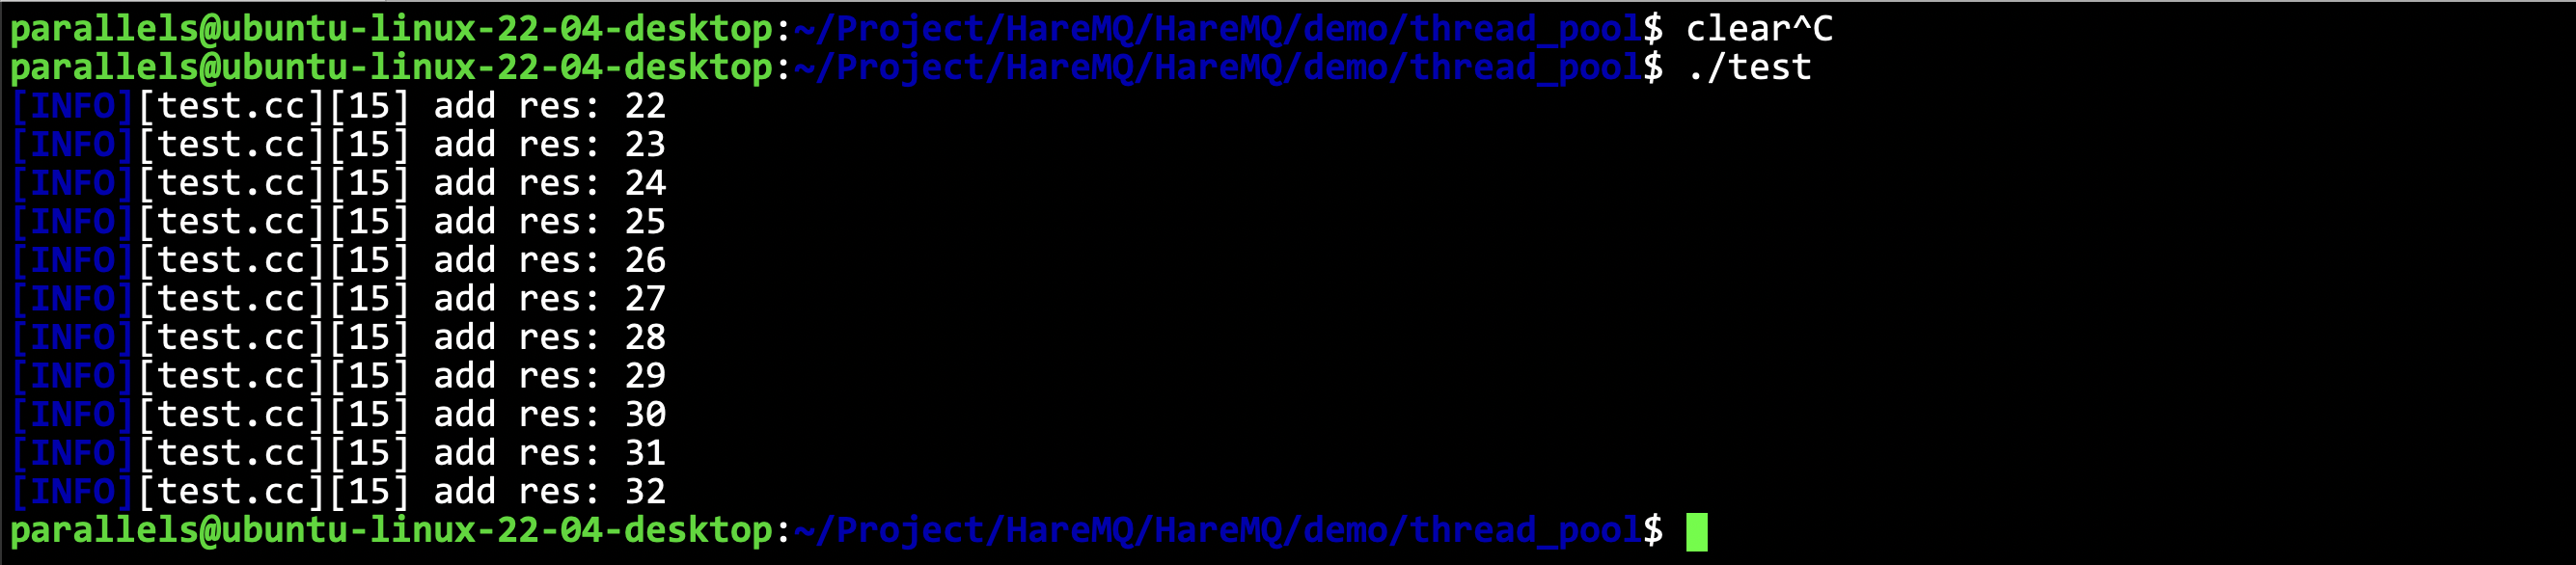 parallels@ubuntu-linux-22-04-desktop:~/Project/HareMQ/HareMQ/demo/thread_pool$ clear^C
parallels@ubuntu-linux-22-04-desktop:~/Project/HareMQ/HareMQ/demo/thread_pool$ ./test
[INFO][test.cc][15] add res: 22
[INFO][test.cc][15] add res: 23
[INFO][test.cc][15] add res: 24
[INFO][test.cc][15] add res: 25
[INFO][test.cc][15] add res: 26
[INFO][test.cc][15] add res: 27
[INFO][test.cc][15] add res: 28
[INFO][test.cc][15] add res: 29
[INFO][test.cc][15] add res: 30
[INFO][test.cc][15] add res: 31
[INFO][test.cc][15] add res: 32
parallels@ubuntu-linux-22-04-desktop:~/Project/HareMQ/HareMQ/demo/thread_pool$